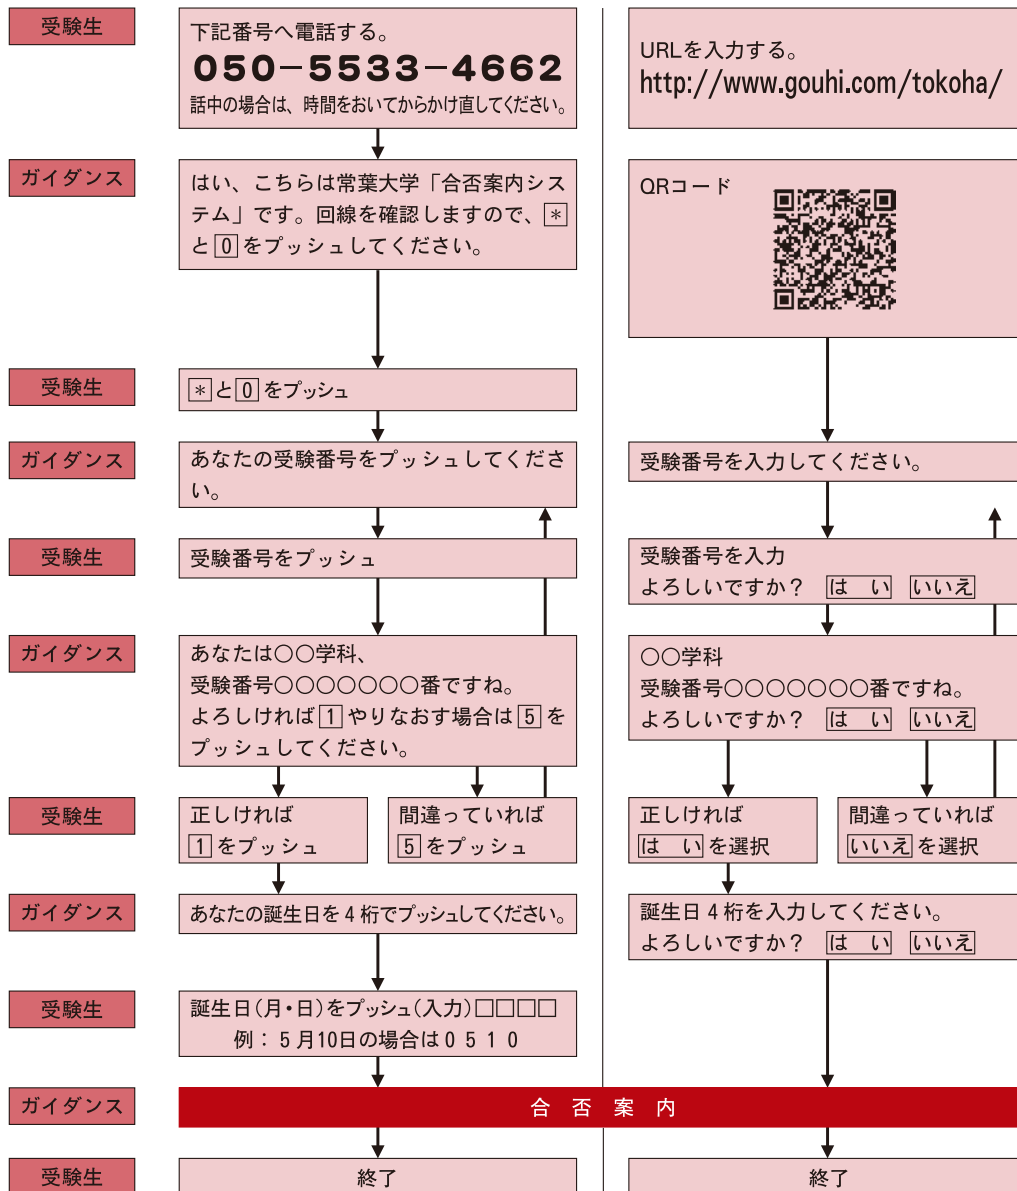 受験生
下記番号へ電話する。
050-5533-4662
話中の場合は、時間をおいてからかけ直してください。
URLを入力する。
http://www.gouhi.com/tokoha/
ガイダンス
はい、こちらは常葉大学「合否案内シス
テム」です。回線を確認しますので、*
と0をプッシュしてください。
QRコード
受験生
*と0をプッシュ
ガイダンス
あなたの受験番号をプッシュしてくださ
い。
受験番号を入力してください。
受験生
受験番号をプッシュ
受験番号を入力
よろしいですか? はい いいえ
ガイダンス
あなたは○○学科、
受験番号○○○○○○○番ですね。
よろしければ1やりなおす場合は5を
プッシュしてください。
○○学科
受験番号○○○○○○○番ですね。
よろしいですか? はい いいえ
受験生
正しければ
1をプッシュ
間違っていれば
5をプッシュ
正しければ
はいを選択
間違っていれば
いいえを選択
ガイダンス
あなたの誕生日を4桁でプッシュしてください。
誕生日4桁を入力してください。
よろしいですか? はい いいえ
受験生
誕生日(月・日)をプッシュ(入力)□□□□
例:5月10日の場合は0510
ガイダンス
合否案内
受験生
終了
終了